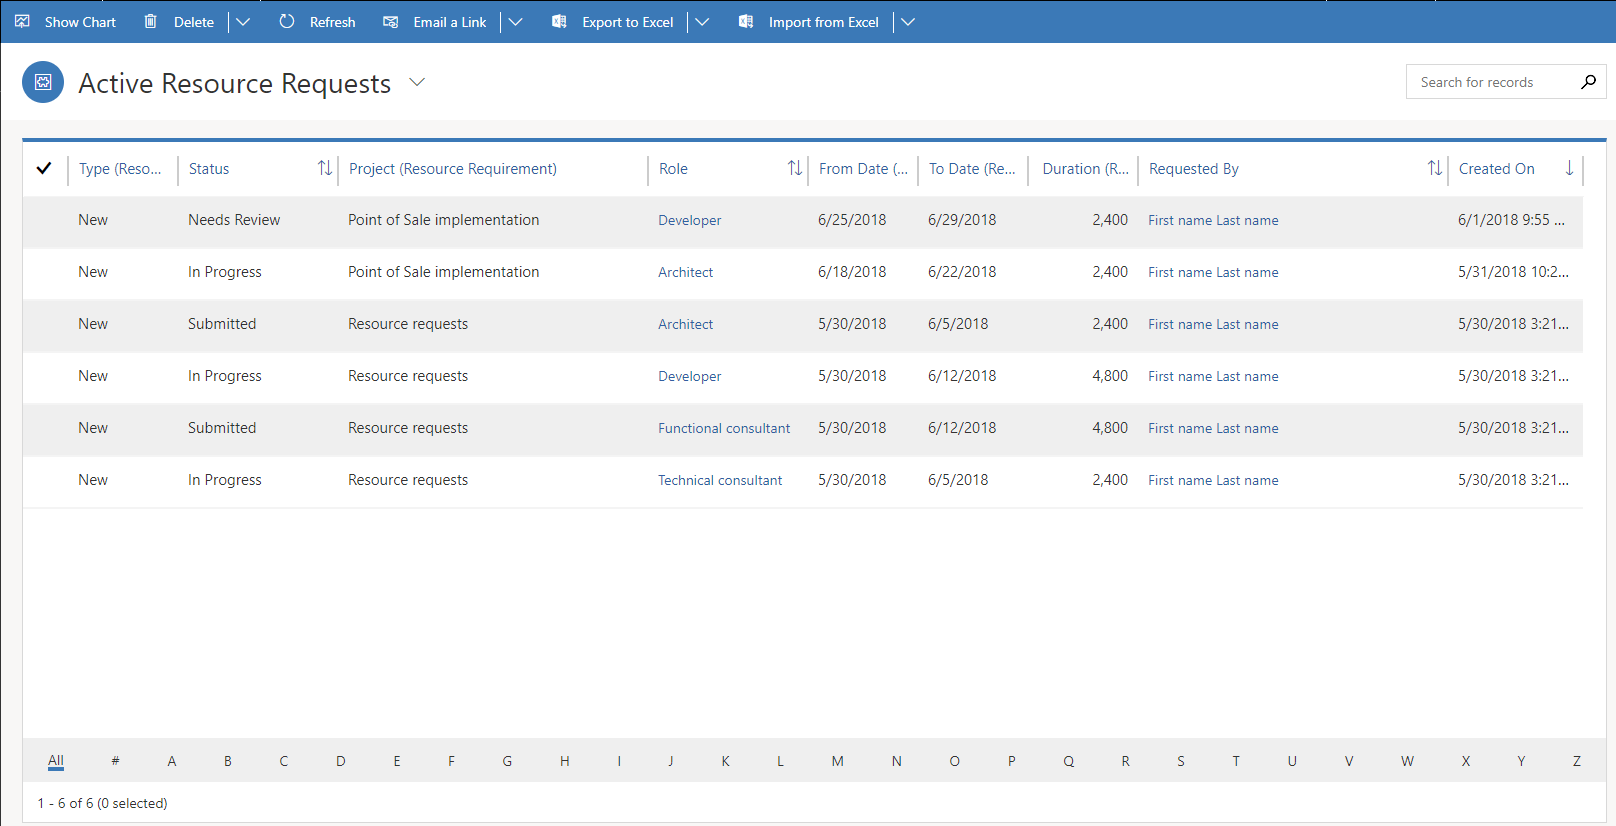 Show Chart Delete Refresh Email a Link Export to Excel Import from Excel
Active Resource Requests
Search for records
Type (Reso... Status Project (Resource Requirement) Role From Date (... To Date (Re... Duration (R... Requested By Created On
New Needs Review Point of Sale implementation Developer 6/25/2018 6/29/2018 2,400 First name Last name 6/1/2018 9:55 ...
New In Progress Point of Sale implementation Architect 6/18/2018 6/22/2018 2,400 First name Last name 5/31/2018 10:2...
New Submitted Resource requests Architect 5/30/2018 6/5/2018 2,400 First name Last name 5/30/2018 3:21...
New In Progress Resource requests Developer 5/30/2018 6/12/2018 4,800 First name Last name 5/30/2018 3:21...
New Submitted Resource requests Functional consultant 5/30/2018 6/12/2018 4,800 First name Last name 5/30/2018 3:21...
New In Progress Resource requests Technical consultant 5/30/2018 6/5/2018 2,400 First name Last name 5/30/2018 3:21...
All # A B C D E F G H I J K L M N O P Q R S T U V W X Y Z
1 - 6 of 6 (0 selected)